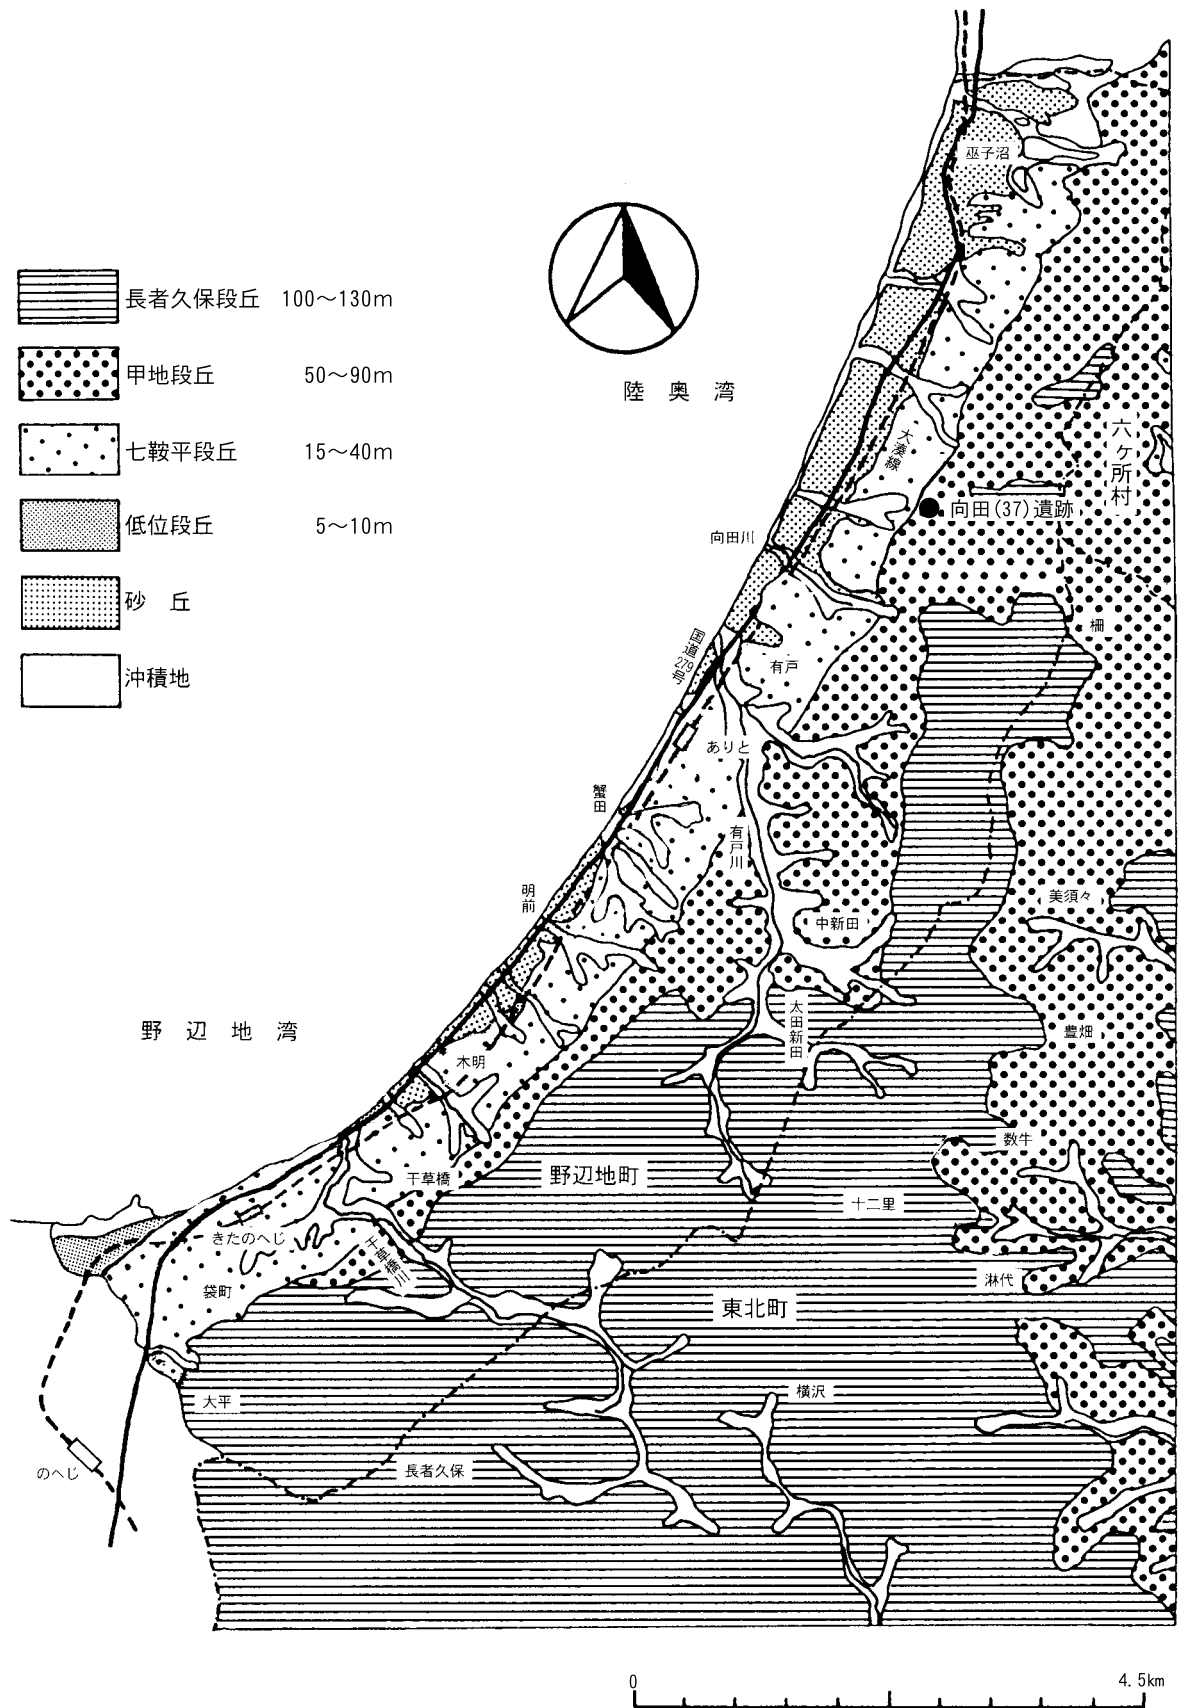 長者久保段丘 100～130m
甲地段丘 50～90m
七鞍平段丘 15～40m
低位段丘 5～10m
砂 丘
沖積地
陸 奥 湾
野 辺 地 湾
巫子沼
大湊線
六ヶ所村
向田(37)遺跡
向田川
柵
国道279号
有戸
ありと
蟹田
有戸川
明前
中新田
美須々
太田新田
豊畑
木明
数牛
野辺地町
干草橋
十二里
きたのへじ
干草橋川
淋代
袋町
東北町
大平
横沢
長者久保
のへじ
0 4.5km